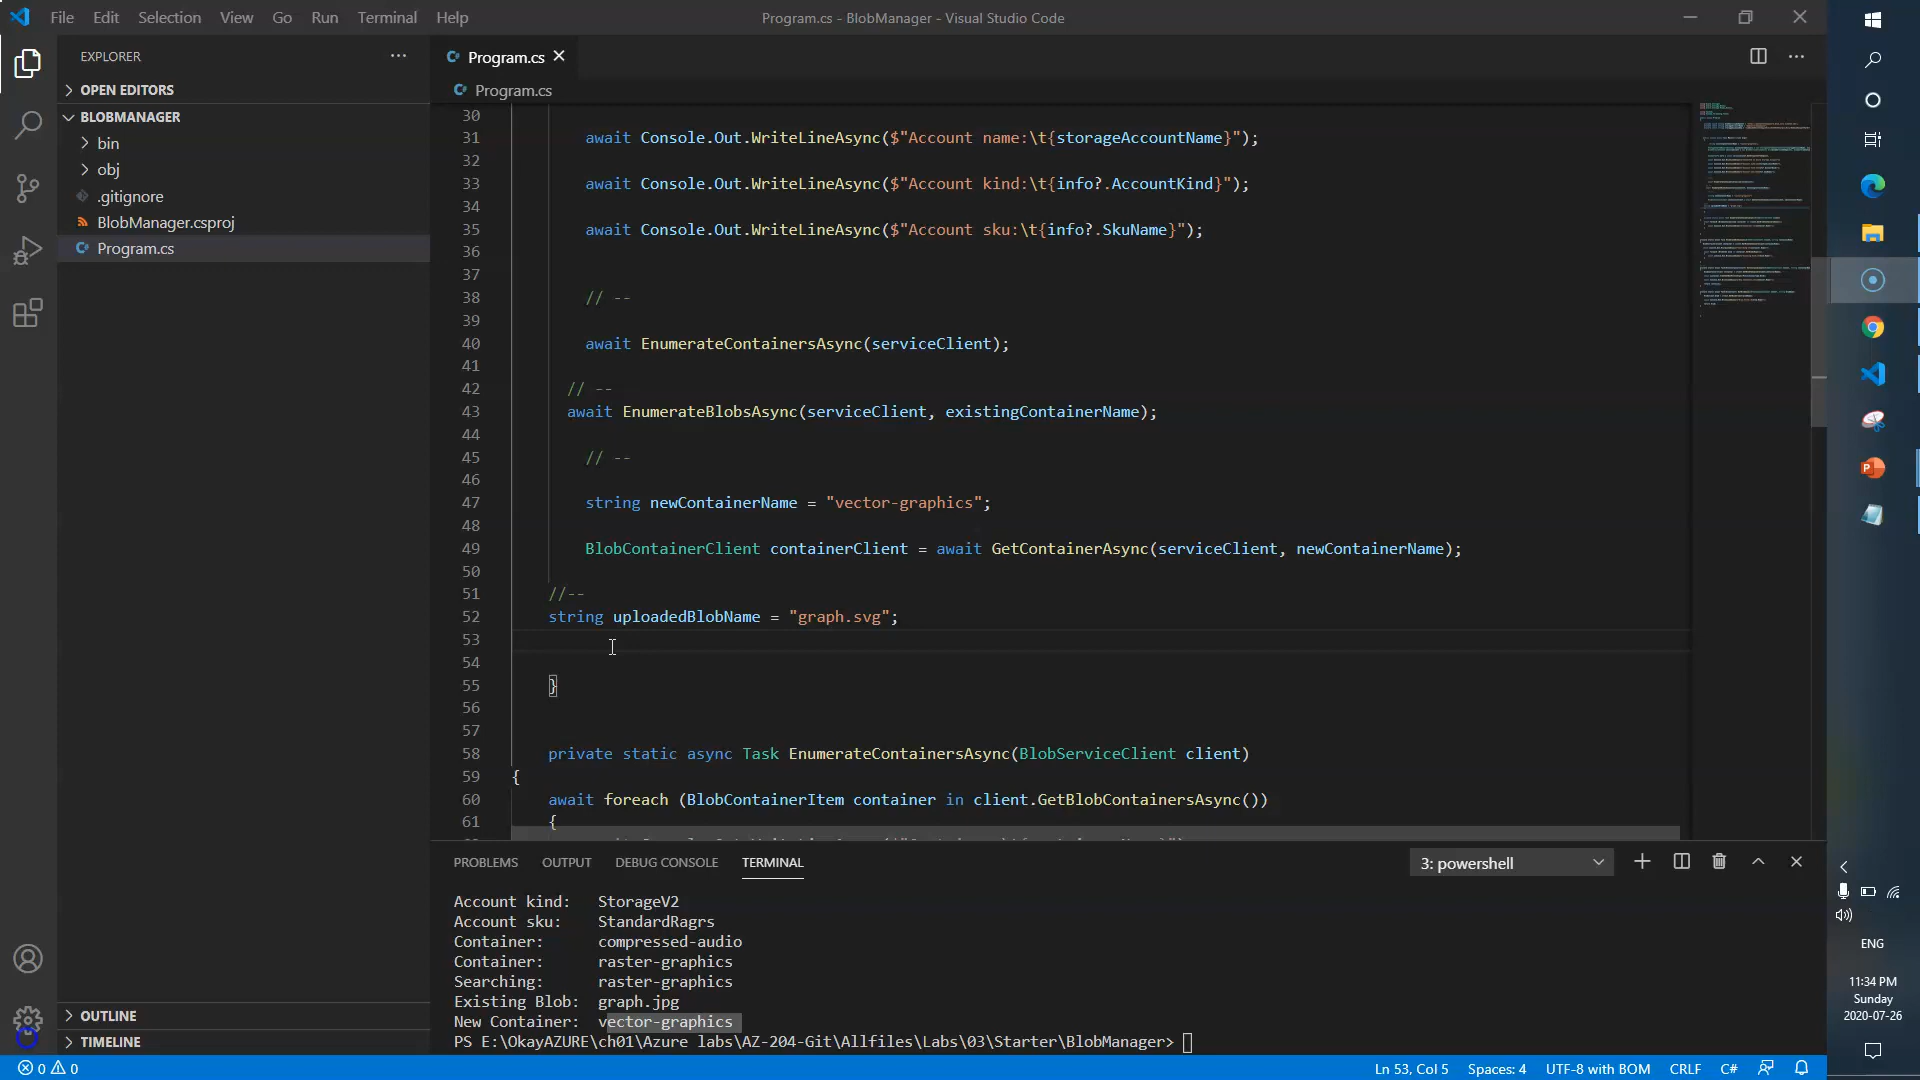 File Edit Selection View Go Run Terminal Help
Program.cs - BlobManager - Visual Studio Code
EXPLORER
OPEN EDITORS
BLOBMANAGER
bin
obj
.gitignore
BlobManager.csproj
Program.cs
OUTLINE
TIMELINE
Program.cs
Program.cs
30
31 await Console.Out.WriteLineAsync($"Account name:\t{storageAccountName}");
32
33 await Console.Out.WriteLineAsync($"Account kind:\t{info?.AccountKind}");
34
35 await Console.Out.WriteLineAsync($"Account sku:\t{info?.SkuName}");
36
37
38 // --
39
40 await EnumerateContainersAsync(serviceClient);
41
42 // --
43 await EnumerateBlobsAsync(serviceClient, existingContainerName);
44
45 // --
46
47 string newContainerName = "vector-graphics";
48
49 BlobContainerClient containerClient = await GetContainerAsync(serviceClient, newContainerName);
50
51 //--
52 string uploadedBlobName = "graph.svg";
53
54
55 }
56
57
58 private static async Task EnumerateContainersAsync(BlobServiceClient client)
59 {
60 await foreach (BlobContainerItem container in client.GetBlobContainersAsync())
61 {
PROBLEMS OUTPUT DEBUG CONSOLE TERMINAL
3: powershell
Account kind: StorageV2
Account sku: StandardRagrs
Container: compressed-audio
Container: raster-graphics
Searching: raster-graphics
Existing Blob: graph.jpg
New Container: vector-graphics
PS E:\OkayAZURE\ch01\Azure labs\AZ-204-Git\Allfiles\Labs\03\Starter\BlobManager>
0 0
Ln 53, Col 5 Spaces: 4 UTF-8 with BOM CRLF C#
ENG
11:34 PM
Sunday
2020-07-26